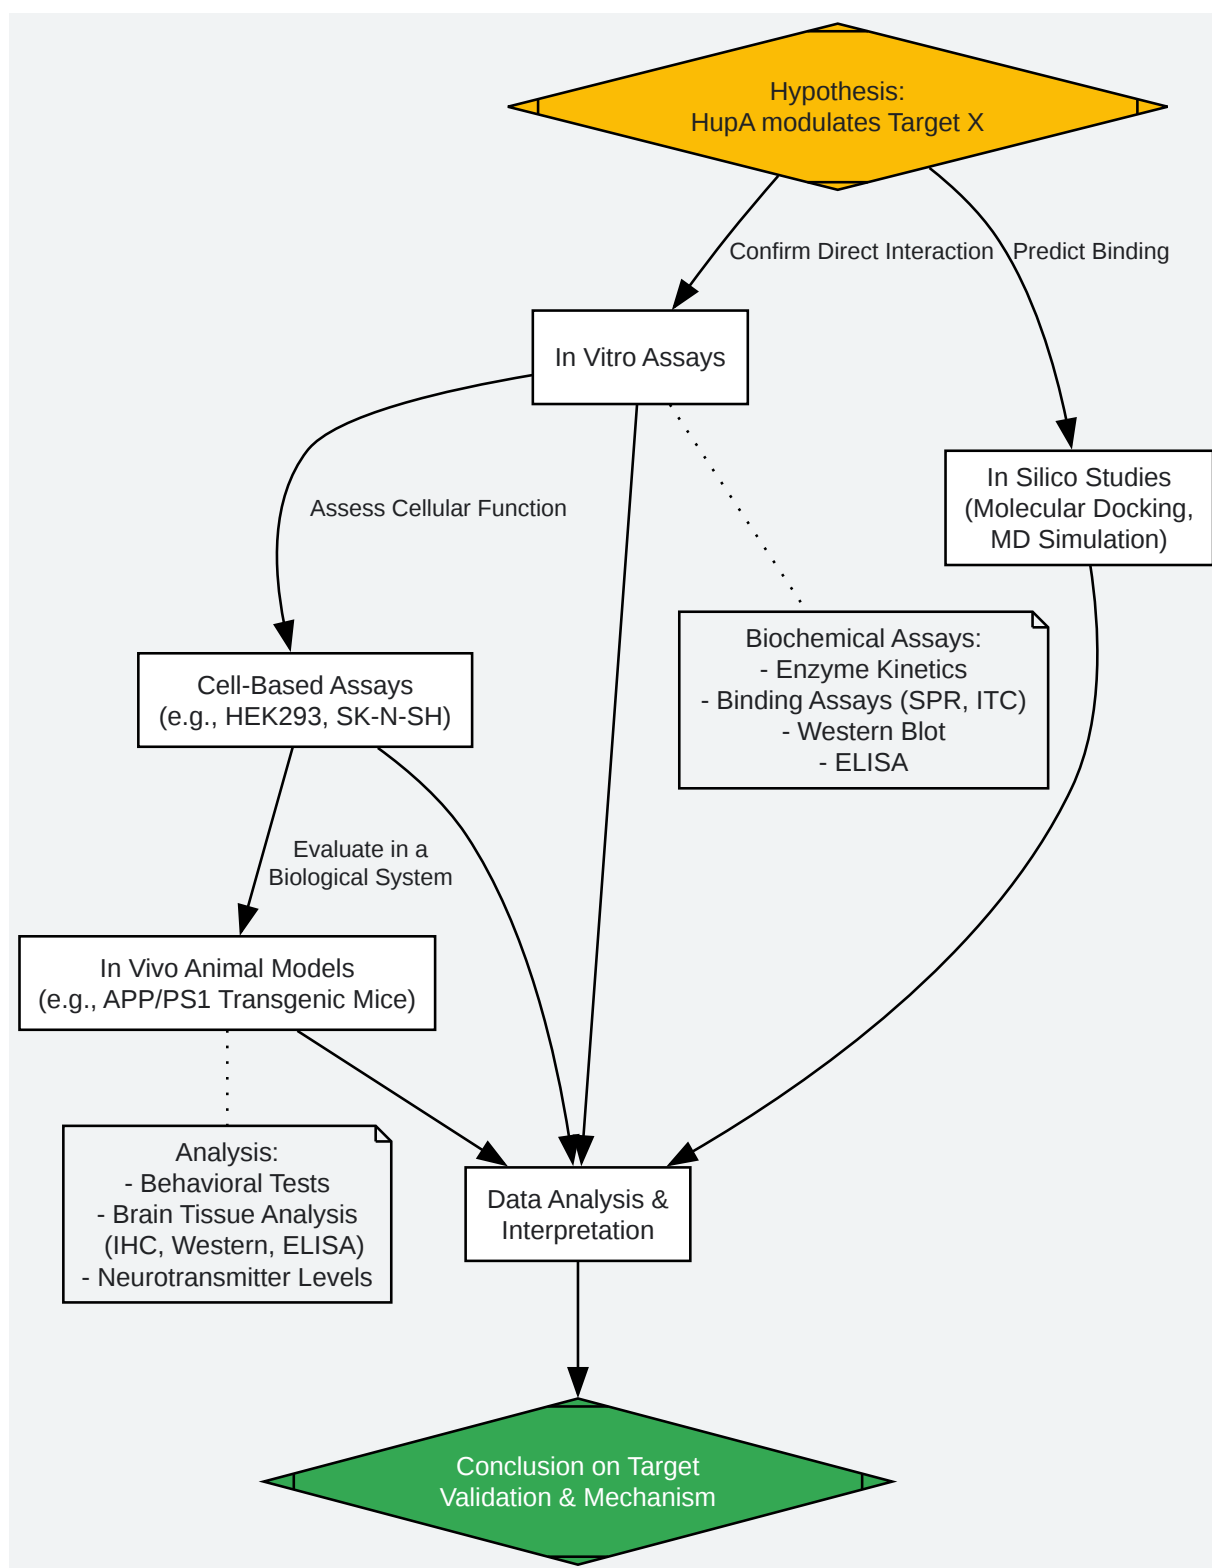 Hypothesis:
HupA modulates Target X
Confirm Direct Interaction
Predict Binding
In Vitro Assays
In Silico Studies
(Molecular Docking,
MD Simulation)
Assess Cellular Function
Biochemical Assays:
- Enzyme Kinetics
- Binding Assays (SPR, ITC)
- Western Blot
- ELISA
Cell-Based Assays
(e.g., HEK293, SK-N-SH)
Evaluate in a
Biological System
In Vivo Animal Models
(e.g., APP/PS1 Transgenic Mice)
Analysis:
- Behavioral Tests
- Brain Tissue Analysis
(IHC, Western, ELISA)
- Neurotransmitter Levels
Data Analysis &
Interpretation
Conclusion on Target
Validation & Mechanism